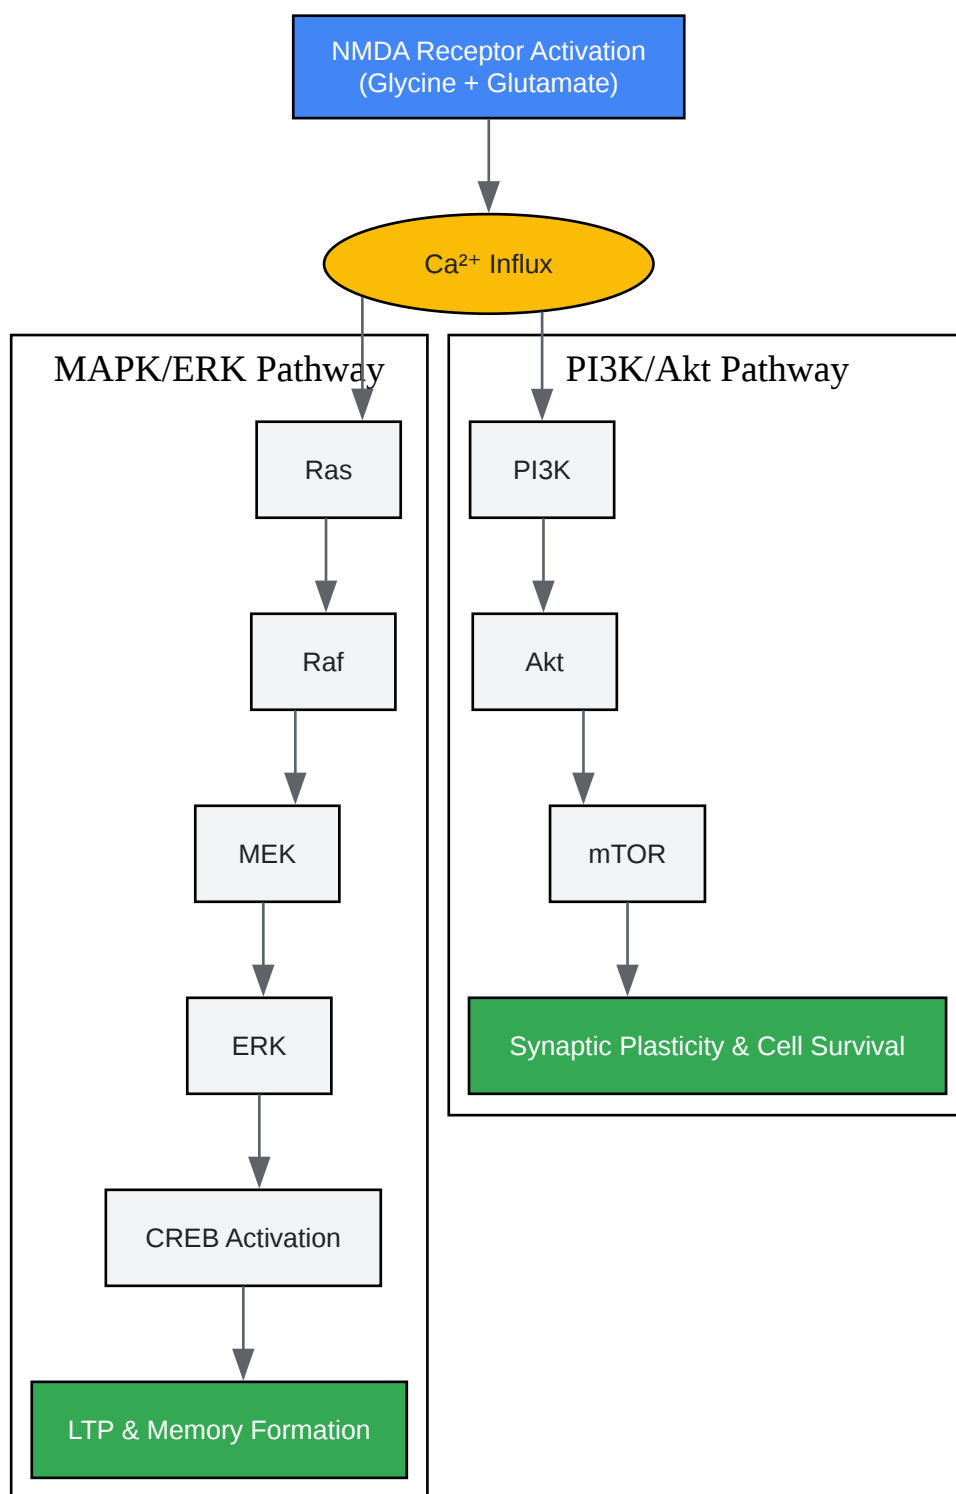 NMDA Receptor Activation
(Glycine + Glutamate)
Ca²⁺ Influx
MAPK/ERK Pathway
Ras
Raf
MEK
ERK
CREB Activation
LTP & Memory Formation
PI3K/Akt Pathway
PI3K
Akt
mTOR
Synaptic Plasticity & Cell Survival